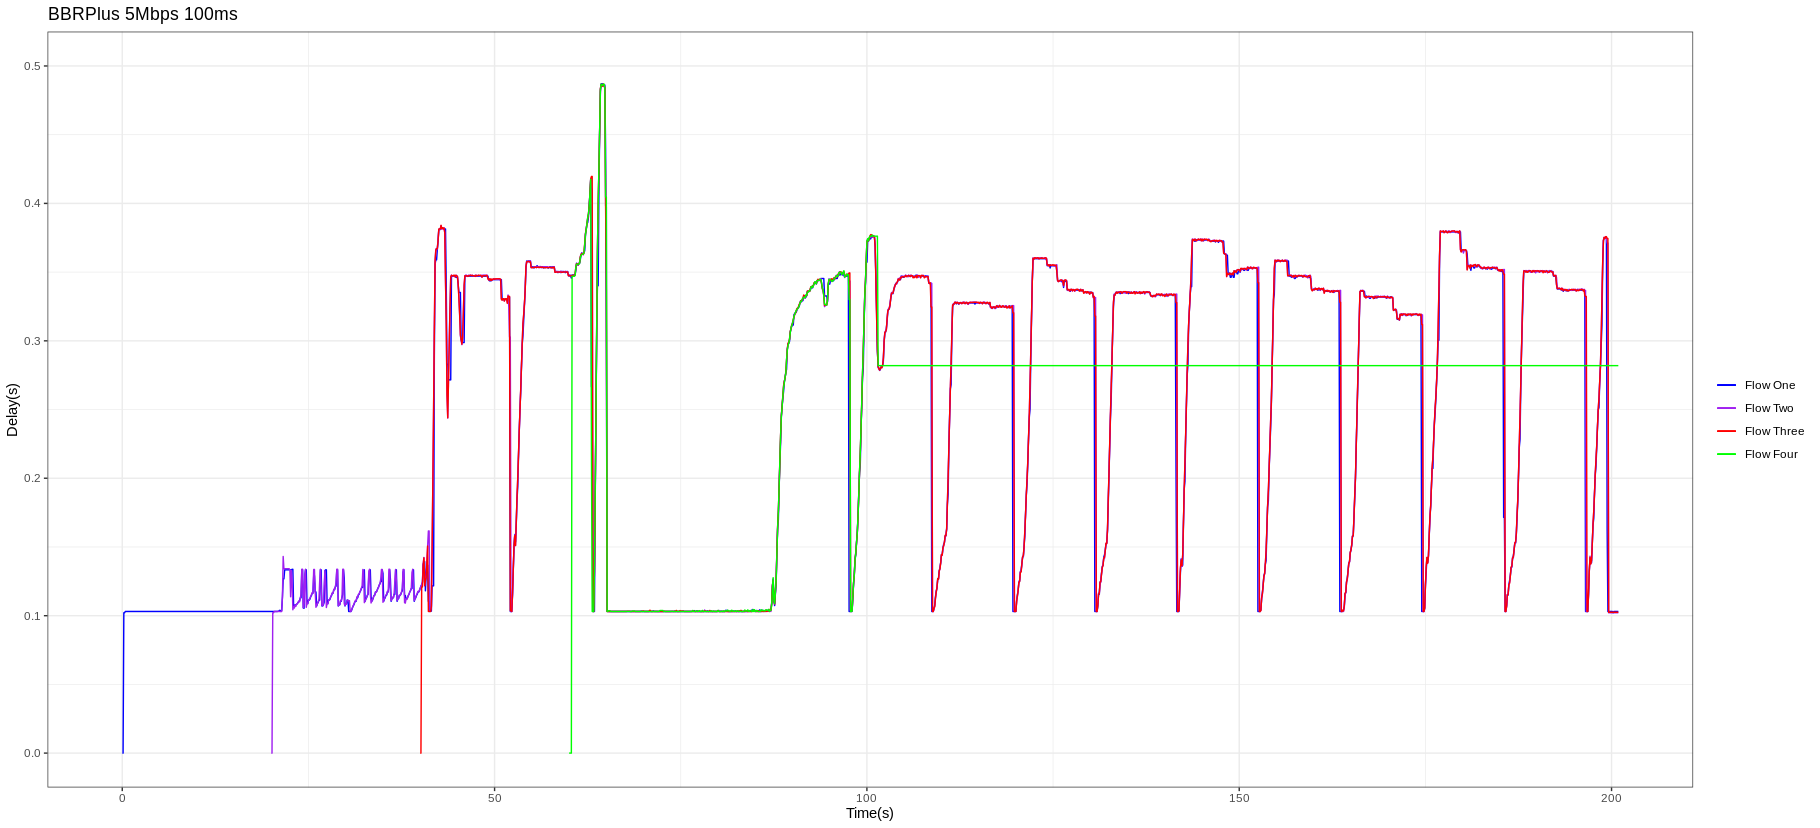 BBRPlus 5Mbps 100ms
0.5
0.4
0.3
0.2
0.1
0.0
Delay(s)
0 50 100 150 200
Time(s)
Flow One
Flow Two
Flow Three
Flow Four